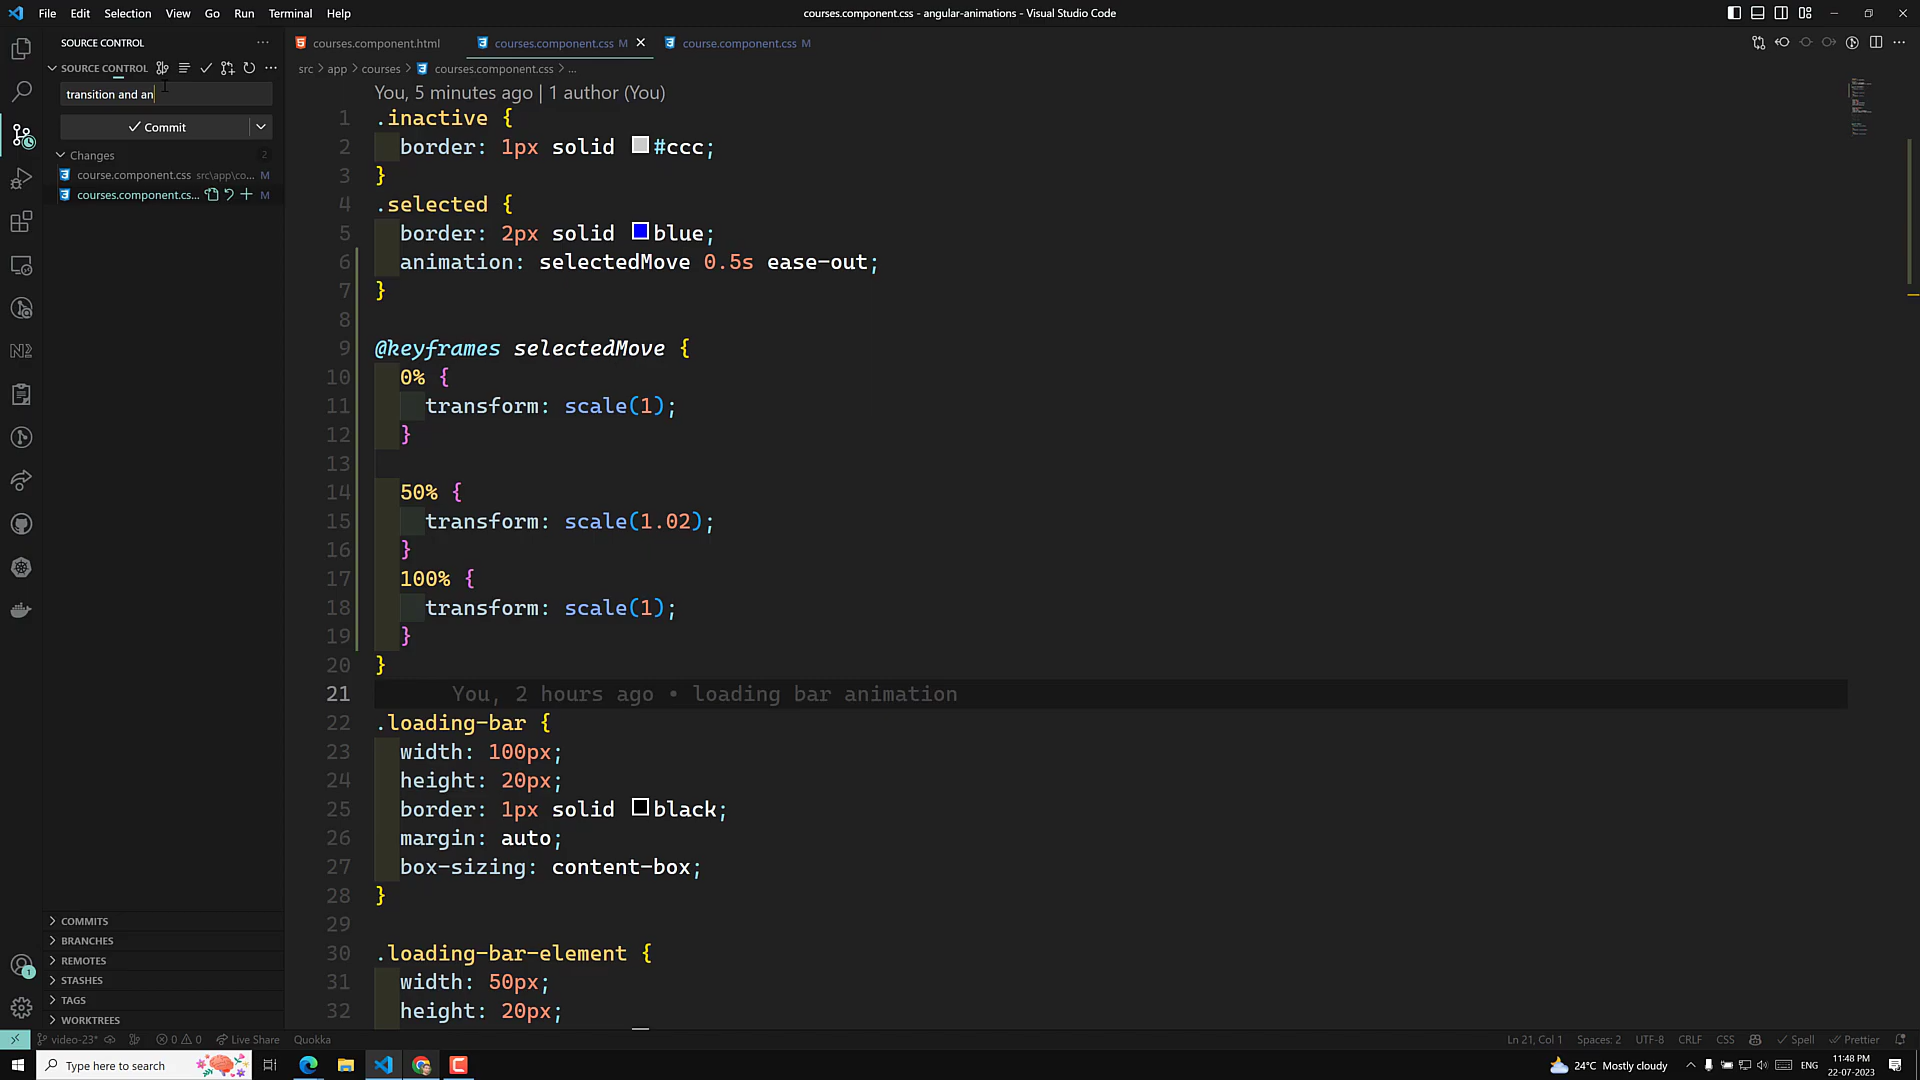 File Edit Selection View Go Run Terminal Help
courses.component.css - angular-animations - Visual Studio Code
SOURCE CONTROL
SOURCE CONTROL
transition and an
Commit
Changes 2
course.component.css src\app\co... M
courses.component.cs... M
COMMITS
BRANCHES
REMOTES
STASHES
TAGS
WORKTREES
courses.component.html
courses.component.css M
course.component.css M
src > app > courses > courses.component.css > ...
You, 5 minutes ago | 1 author (You)
1 .inactive {
2 border: 1px solid #ccc;
3 }
4 .selected {
5 border: 2px solid blue;
6 animation: selectedMove 0.5s ease-out;
7 }
8
9 @keyframes selectedMove {
10 0% {
11 transform: scale(1);
12 }
13
14 50% {
15 transform: scale(1.02);
16 }
17 100% {
18 transform: scale(1);
19 }
20 }
21 You, 2 hours ago • loading bar animation
22 .loading-bar {
23 width: 100px;
24 height: 20px;
25 border: 1px solid black;
26 margin: auto;
27 box-sizing: content-box;
28 }
29
30 .loading-bar-element {
31 width: 50px;
32 height: 20px;
video-23* 0 0 Live Share Quokka
Ln 21, Col 1 Spaces: 2 UTF-8 CRLF CSS Spell Prettier
Type here to search
24°C Mostly cloudy
ENG
11:48 PM
22-07-2023